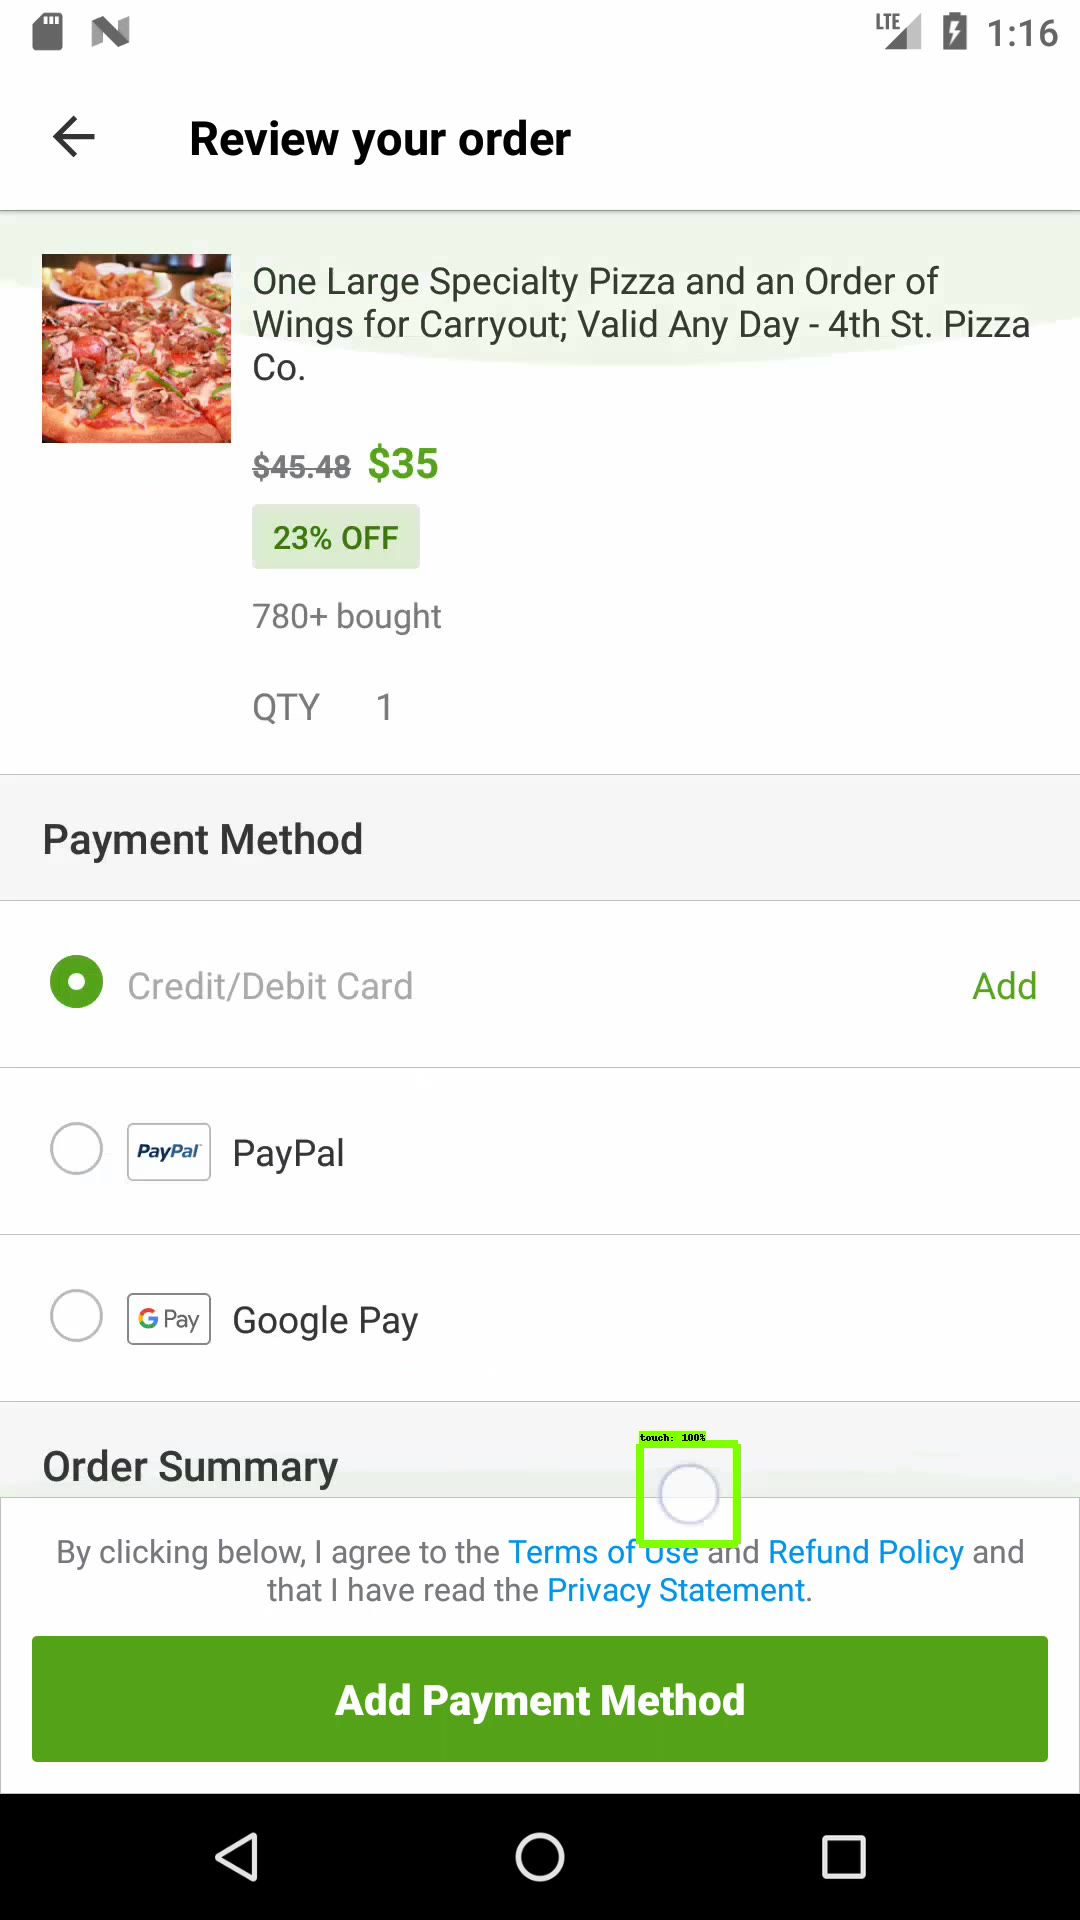 LTE 1:16
Review your order
One Large Specialty Pizza and an Order of
Wings for Carryout; Valid Any Day - 4th St. Pizza
Co.
$45.48 $35
23% OFF
780+ bought
QTY 1
Payment Method
Credit/Debit Card Add
PayPal PayPal
G Pay Google Pay
touch: 100%
Order Summary
By clicking below, I agree to the Terms of Use and Refund Policy and
that I have read the Privacy Statement.
Add Payment Method